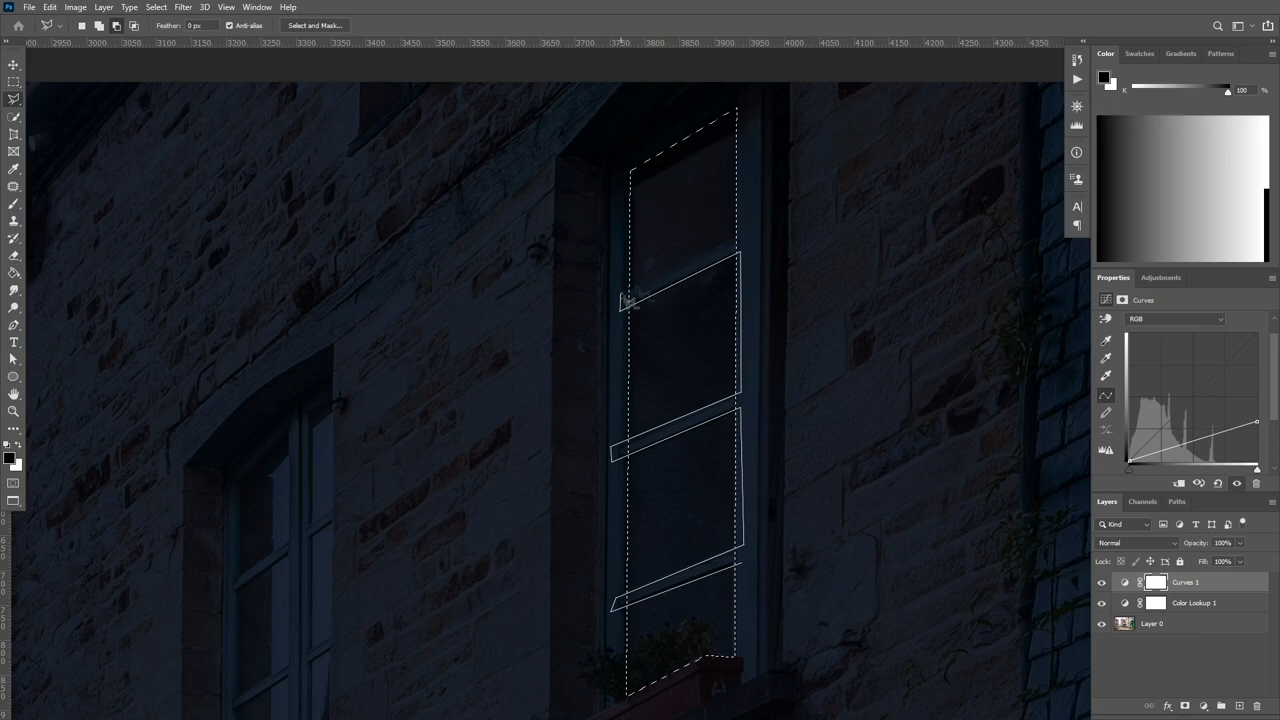 Ps File Edit Image Layer Type Select Filter 3D View Window Help
Feather: 0 px Anti-alias Select and Mask...
2950 3000 3050 3100 3150 3200 3250 3300 3350 3400 3450 3500 3550 3600 3650 3700 3750 3800 3850 3900 3950 4000 4050 4100 4150 4200 4250 4300 4350
Color Swatches Gradients Patterns
K 100 %
Properties Adjustments
Curves
RGB
Layers Channels Paths
Kind
Normal Opacity: 100%
Lock: Fill: 100%
Curves 1
Color Lookup 1
Layer 0